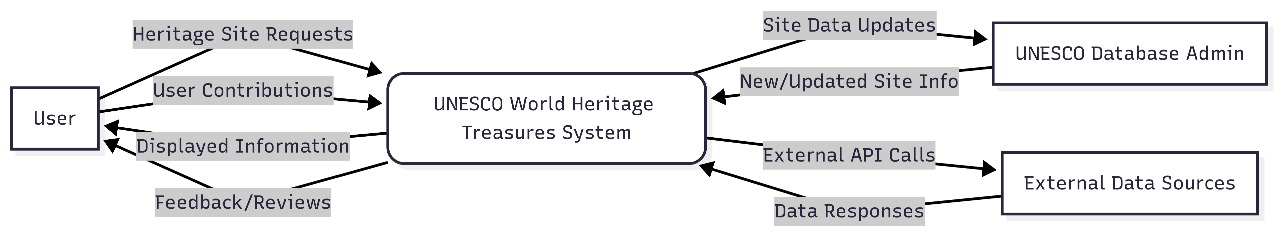 Heritage Site Requests
User Contributions
User
Displayed Information
Feedback/Reviews
UNESCO World Heritage
Treasures System
Site Data Updates
UNESCO Database Admin
New/Updated Site Info
External API Calls
External Data Sources
Data Responses